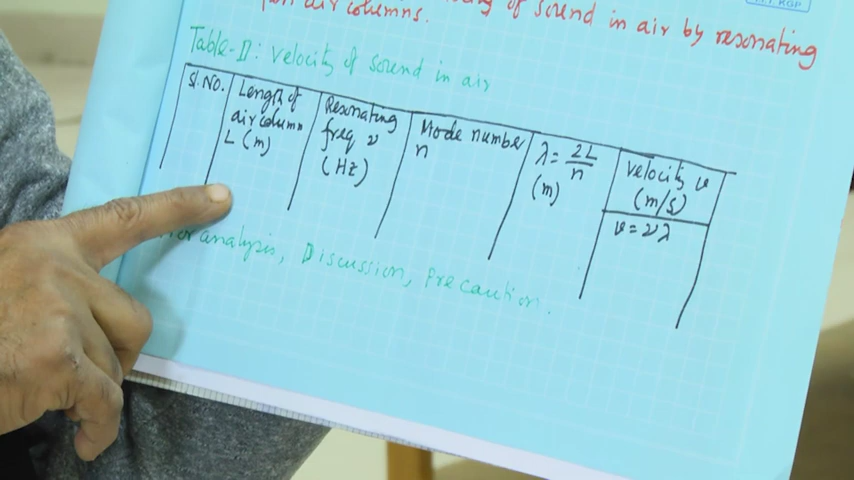 of sound in air by resonating
air columns.
Table-II: Velocity of sound in air
Sl. No.
Length of
air column
L (m)
Resonating
freq ν
(Hz)
Mode number
n
λ = 2L/n
(m)
Velocity v
(m/s)
v = νλ
analysis, Discussion, Precaution.